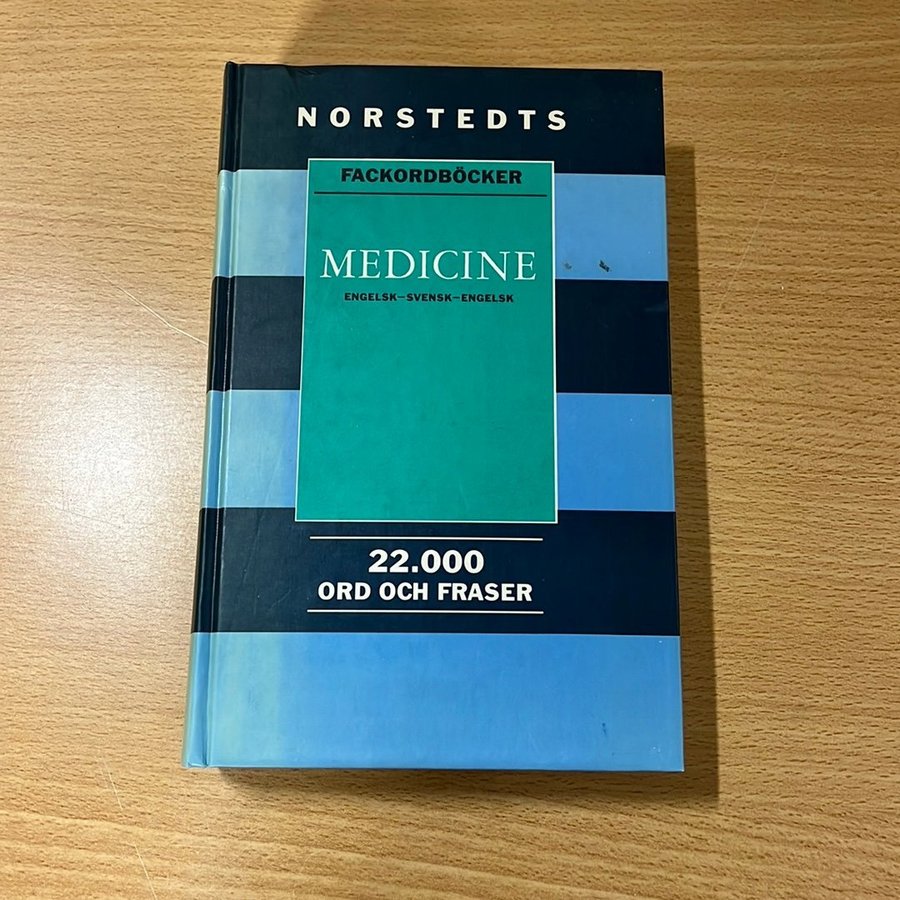 NORSTEDTS
FACKORDBÖCKER
MEDICINE
ENGELSK–SVENSK–ENGELSK
22.000
ORD OCH FRASER